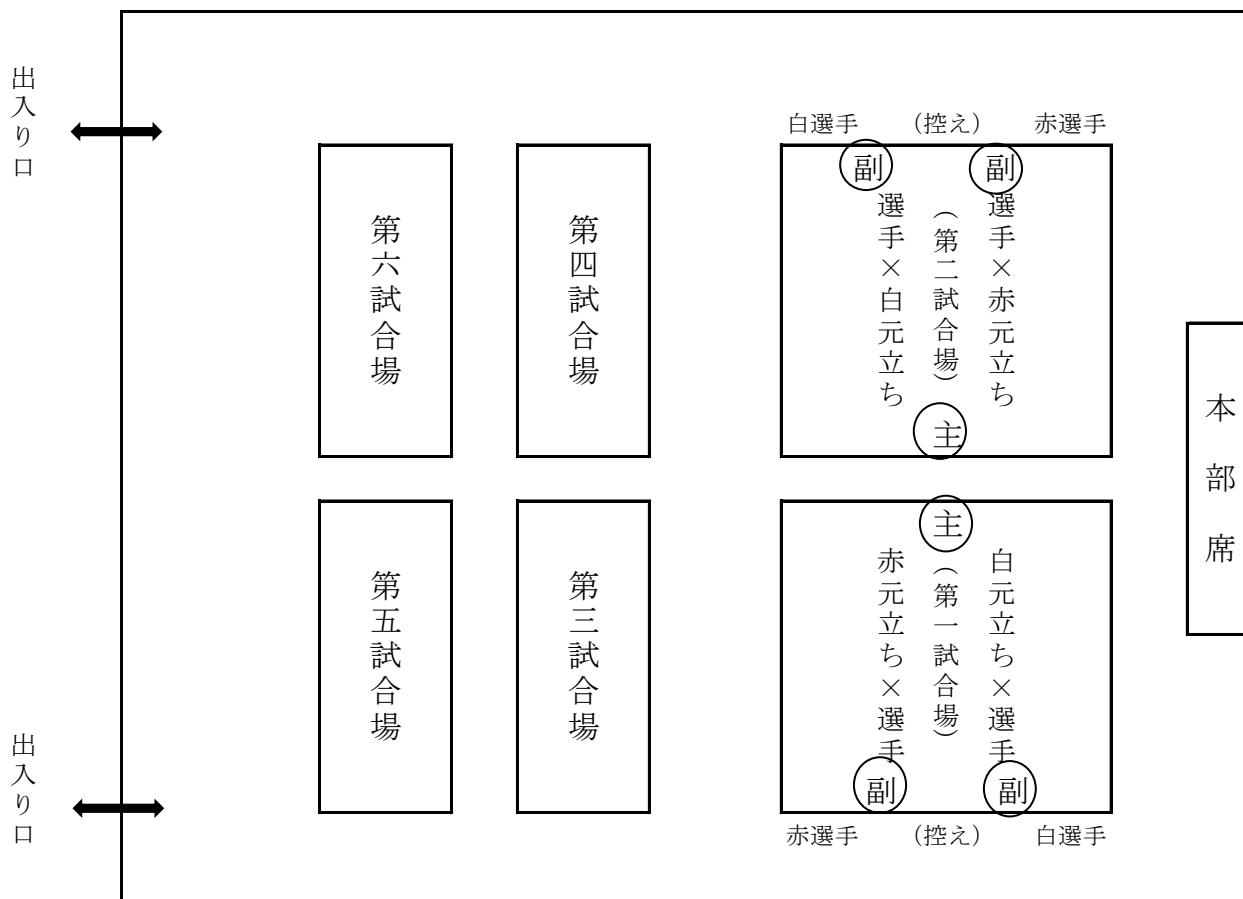 出入り口
出入り口
第六試合場
第四試合場
第五試合場
第三試合場
白選手 （控え） 赤選手
副
副
選手×赤元立ち
（第二試合場）
選手×白元立ち
主
主
白元立ち×選手
（第一試合場）
赤元立ち×選手
副
副
赤選手 （控え） 白選手
本部席